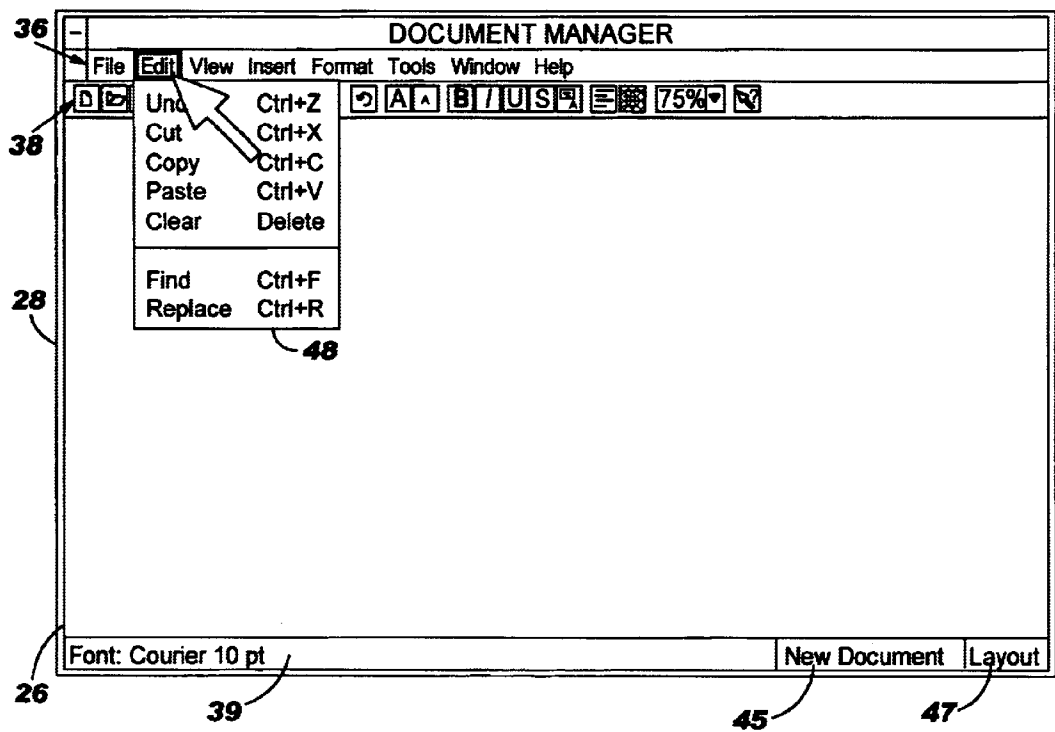 36
DOCUMENT MANAGER
File Edit View Insert Format Tools Window Help
38
A A B I U S A 75% ?
Ctrl+Z
Cut Ctrl+X
Copy Ctrl+C
Paste Ctrl+V
Clear Delete
Find Ctrl+F
Replace Ctrl+R
28
48
Font: Courier 10 pt
New Document
Layout
26
39
45
47